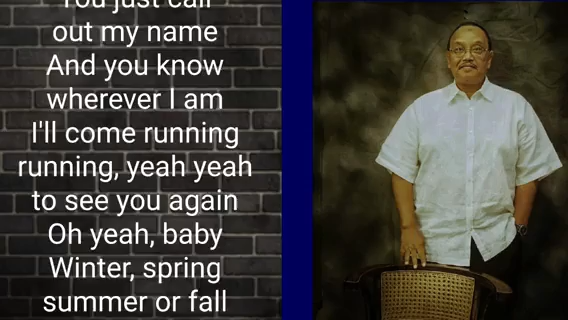 You just call
out my name
And you know
wherever I am
I'll come running
running, yeah yeah
to see you again
Oh yeah, baby
Winter, spring
summer or fall